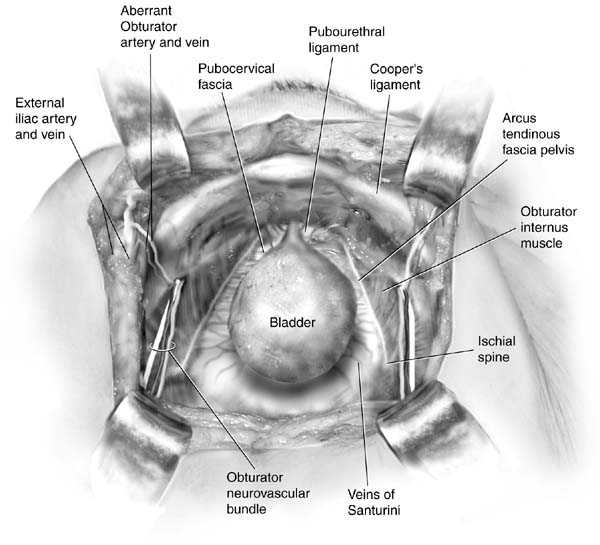 Aberrant
Obturator
artery and vein
Pubourethral
ligament
Pubocervical
fascia
Cooper's
ligament
External
iliac artery
and vein
Arcus
tendinous
fascia pelvis
Obturator
internus
muscle
Bladder
Ischial
spine
Obturator
neurovascular
bundle
Veins of
Santurini